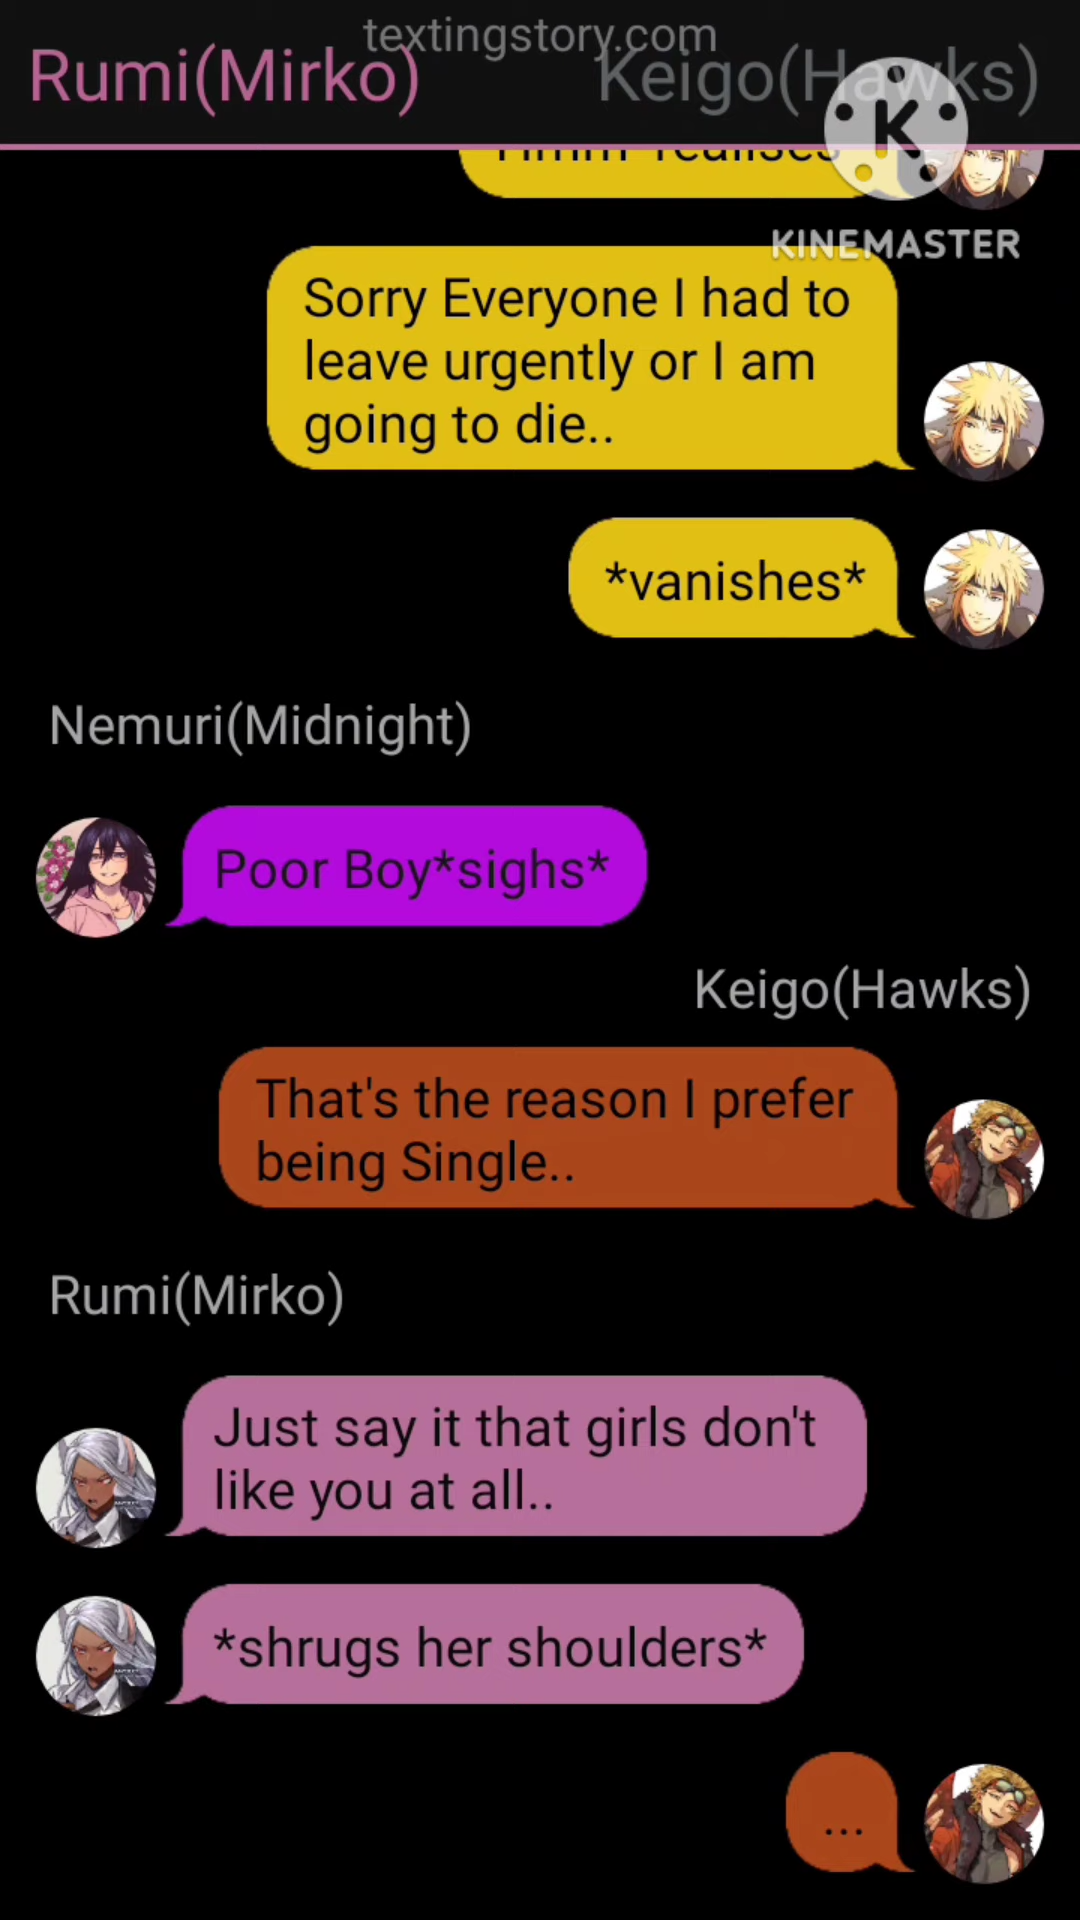 textingstory.com
Rumi(Mirko)
Keigo(Hawks)
K
KINEMASTER
realises
Sorry Everyone I had to
leave urgently or I am
going to die..
*vanishes*
Nemuri(Midnight)
Poor Boy*sighs*
Keigo(Hawks)
That's the reason I prefer
being Single..
Rumi(Mirko)
Just say it that girls don't
like you at all..
*shrugs her shoulders*
...